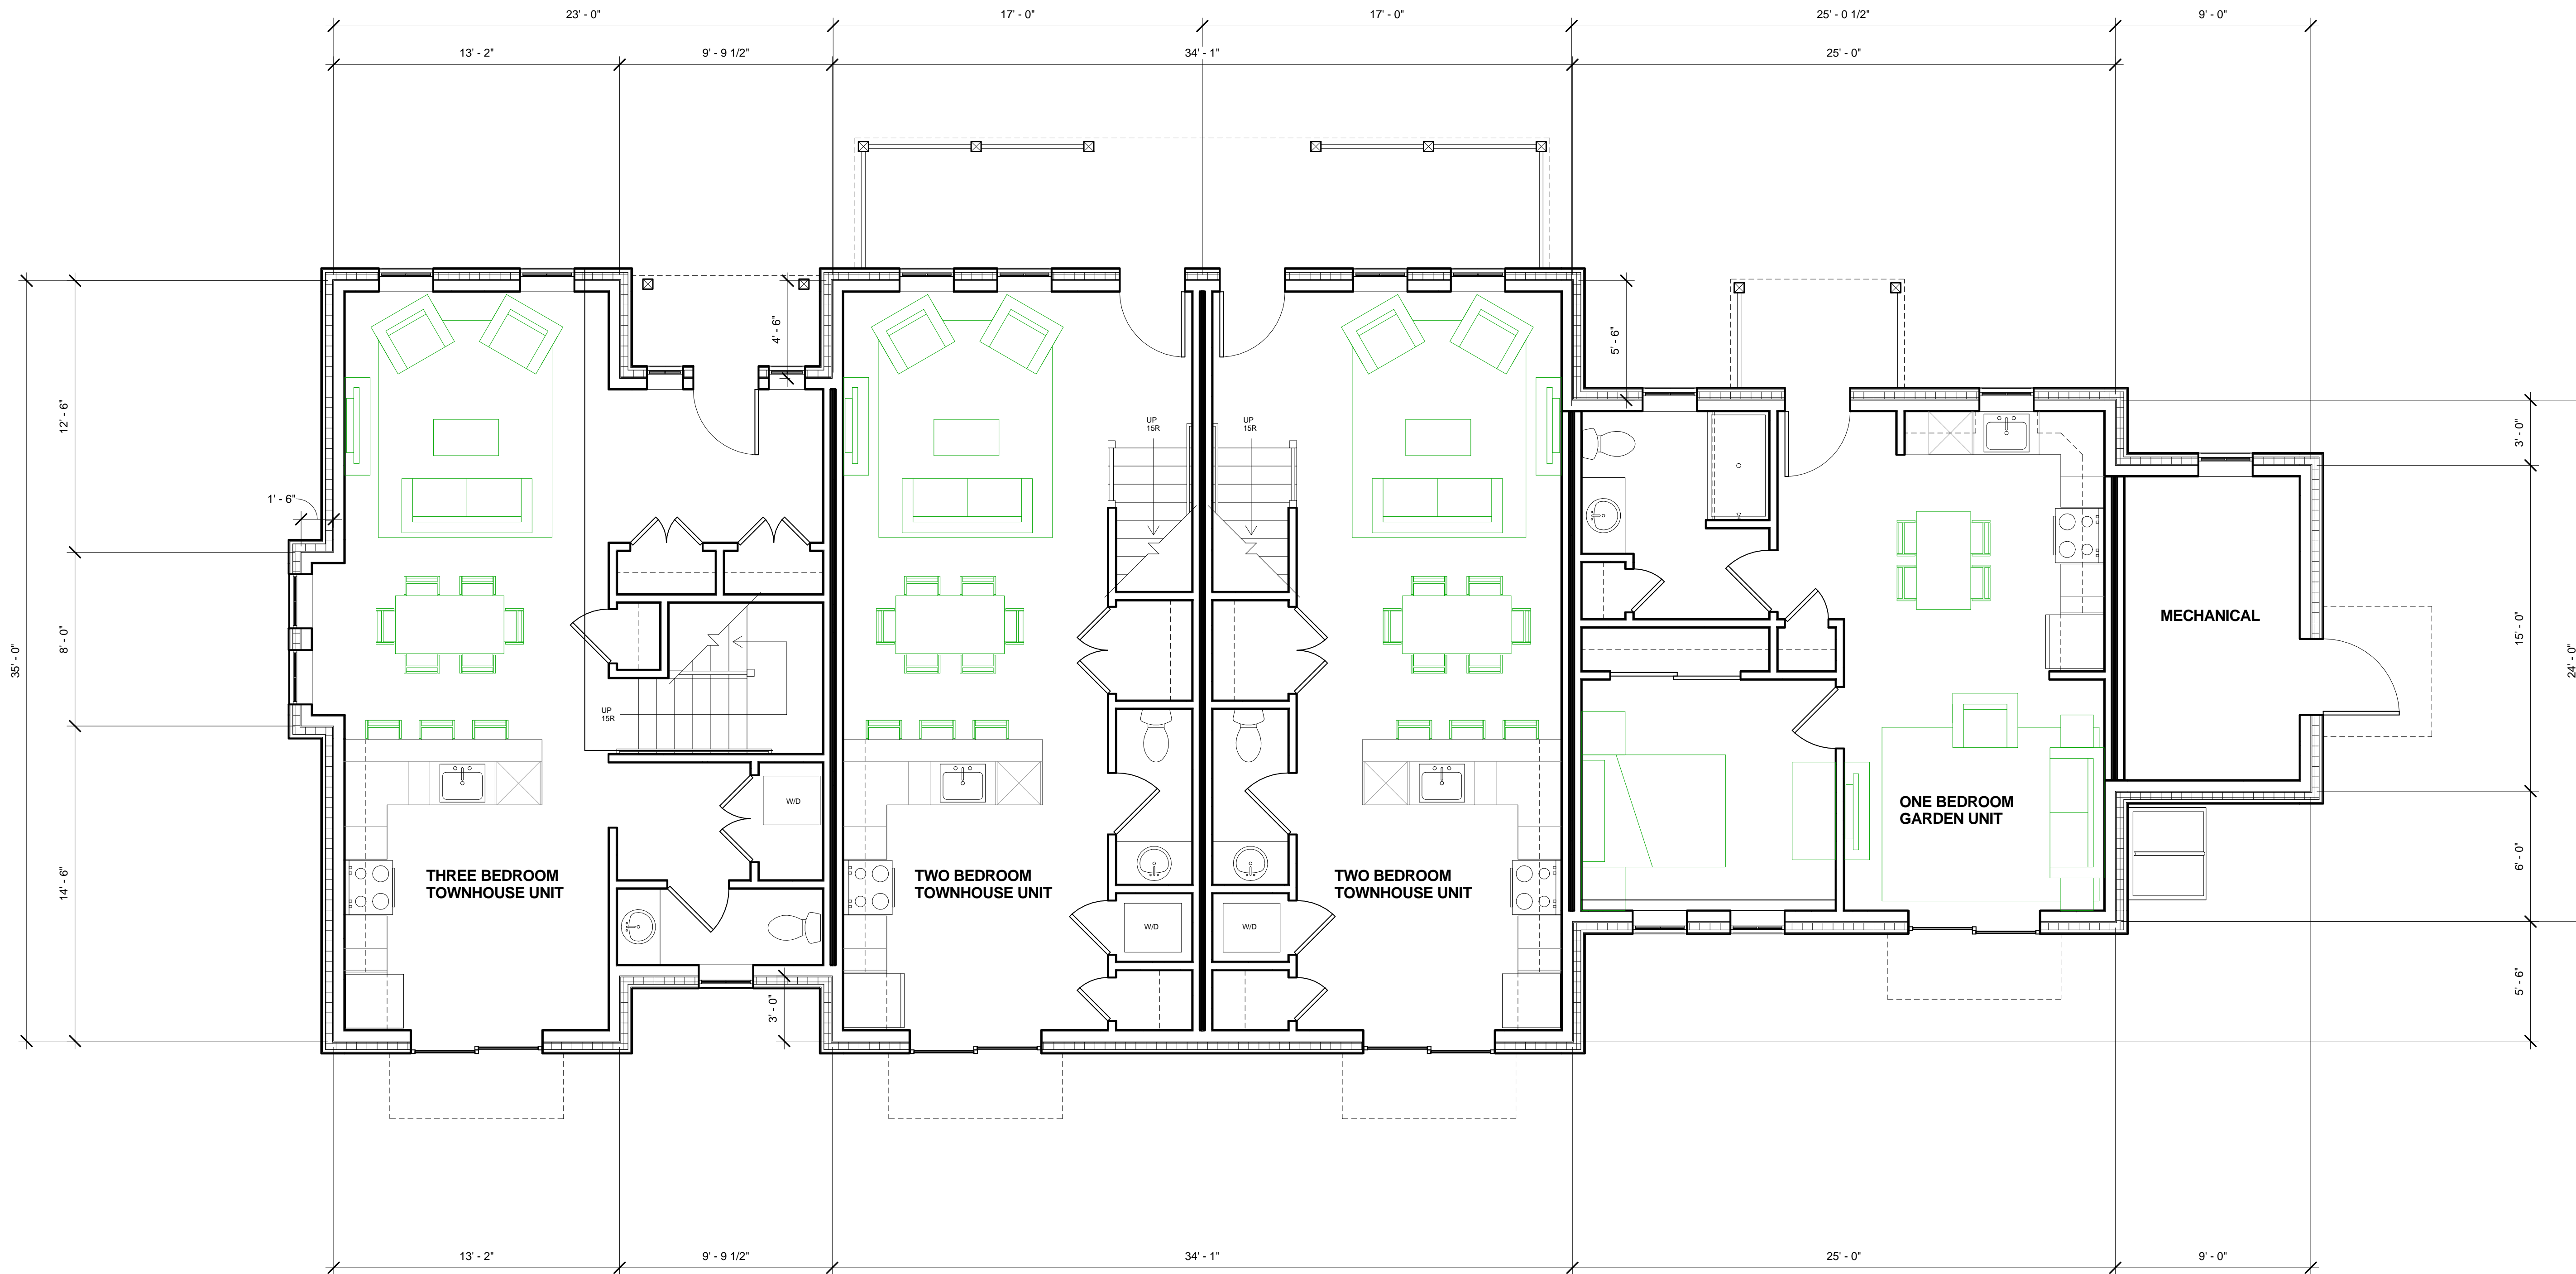 23' - 0"
17' - 0"
17' - 0"
25' - 0 1/2"
9' - 0"
13' - 2"
9' - 9 1/2"
34' - 1"
25' - 0"
4' - 6"
5' - 6"
12' - 6"
3' - 0"
UP
15R
UP
15R
1' - 6"
35' - 0"
8' - 0"
MECHANICAL
15' - 0"
24' - 0"
UP
15R
W/D
ONE BEDROOM
GARDEN UNIT
14' - 6"
THREE BEDROOM
TOWNHOUSE UNIT
TWO BEDROOM
TOWNHOUSE UNIT
TWO BEDROOM
TOWNHOUSE UNIT
6' - 0"
W/D
W/D
3' - 0"
5' - 6"
13' - 2"
9' - 9 1/2"
34' - 1"
25' - 0"
9' - 0"